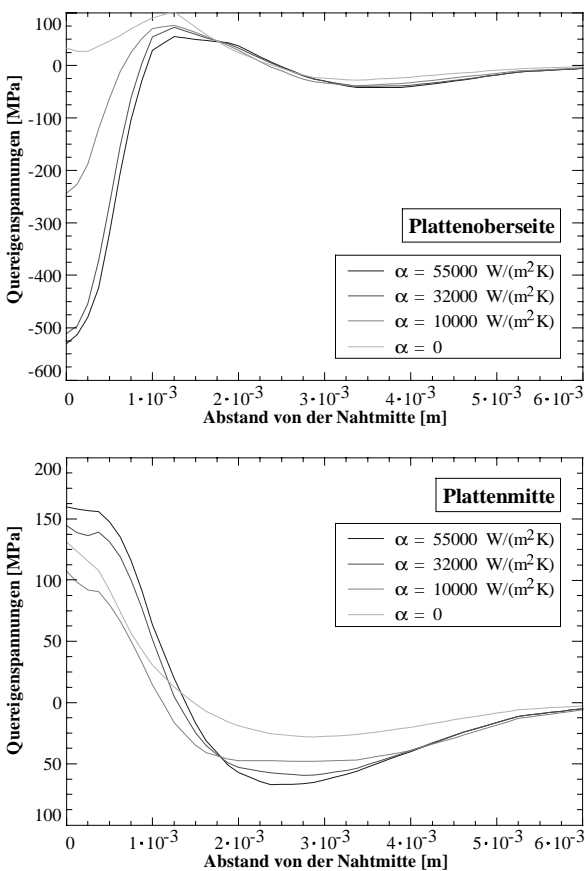 100
0
-100
-200
-300
-400
-500
-600
Quereigenspannungen [MPa]
Plattenoberseite
α = 55000 W/(m²K)
α = 32000 W/(m²K)
α = 10000 W/(m²K)
α = 0
0 1·10⁻³ 2·10⁻³ 3·10⁻³ 4·10⁻³ 5·10⁻³ 6·10⁻³
Abstand von der Nahtmitte [m]
200
150
100
50
0
50
100
Quereigenspannungen [MPa]
Plattenmitte
α = 55000 W/(m²K)
α = 32000 W/(m²K)
α = 10000 W/(m²K)
α = 0
0 1·10⁻³ 2·10⁻³ 3·10⁻³ 4·10⁻³ 5·10⁻³ 6·10⁻³
Abstand von der Nahtmitte [m]